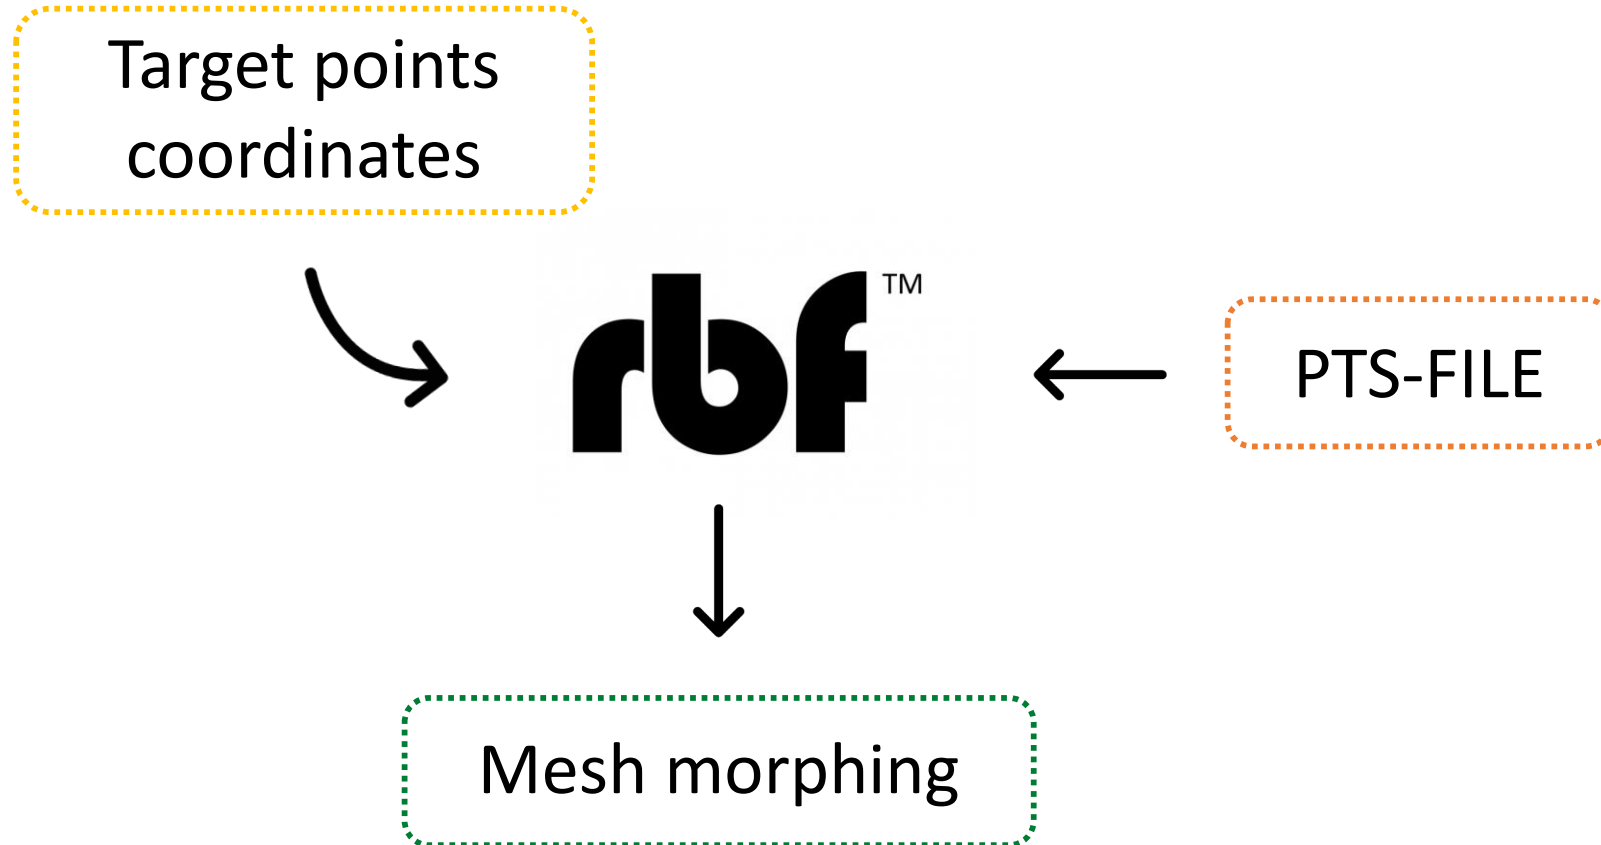 Target points
coordinates
rbf™
PTS-FILE
Mesh morphing